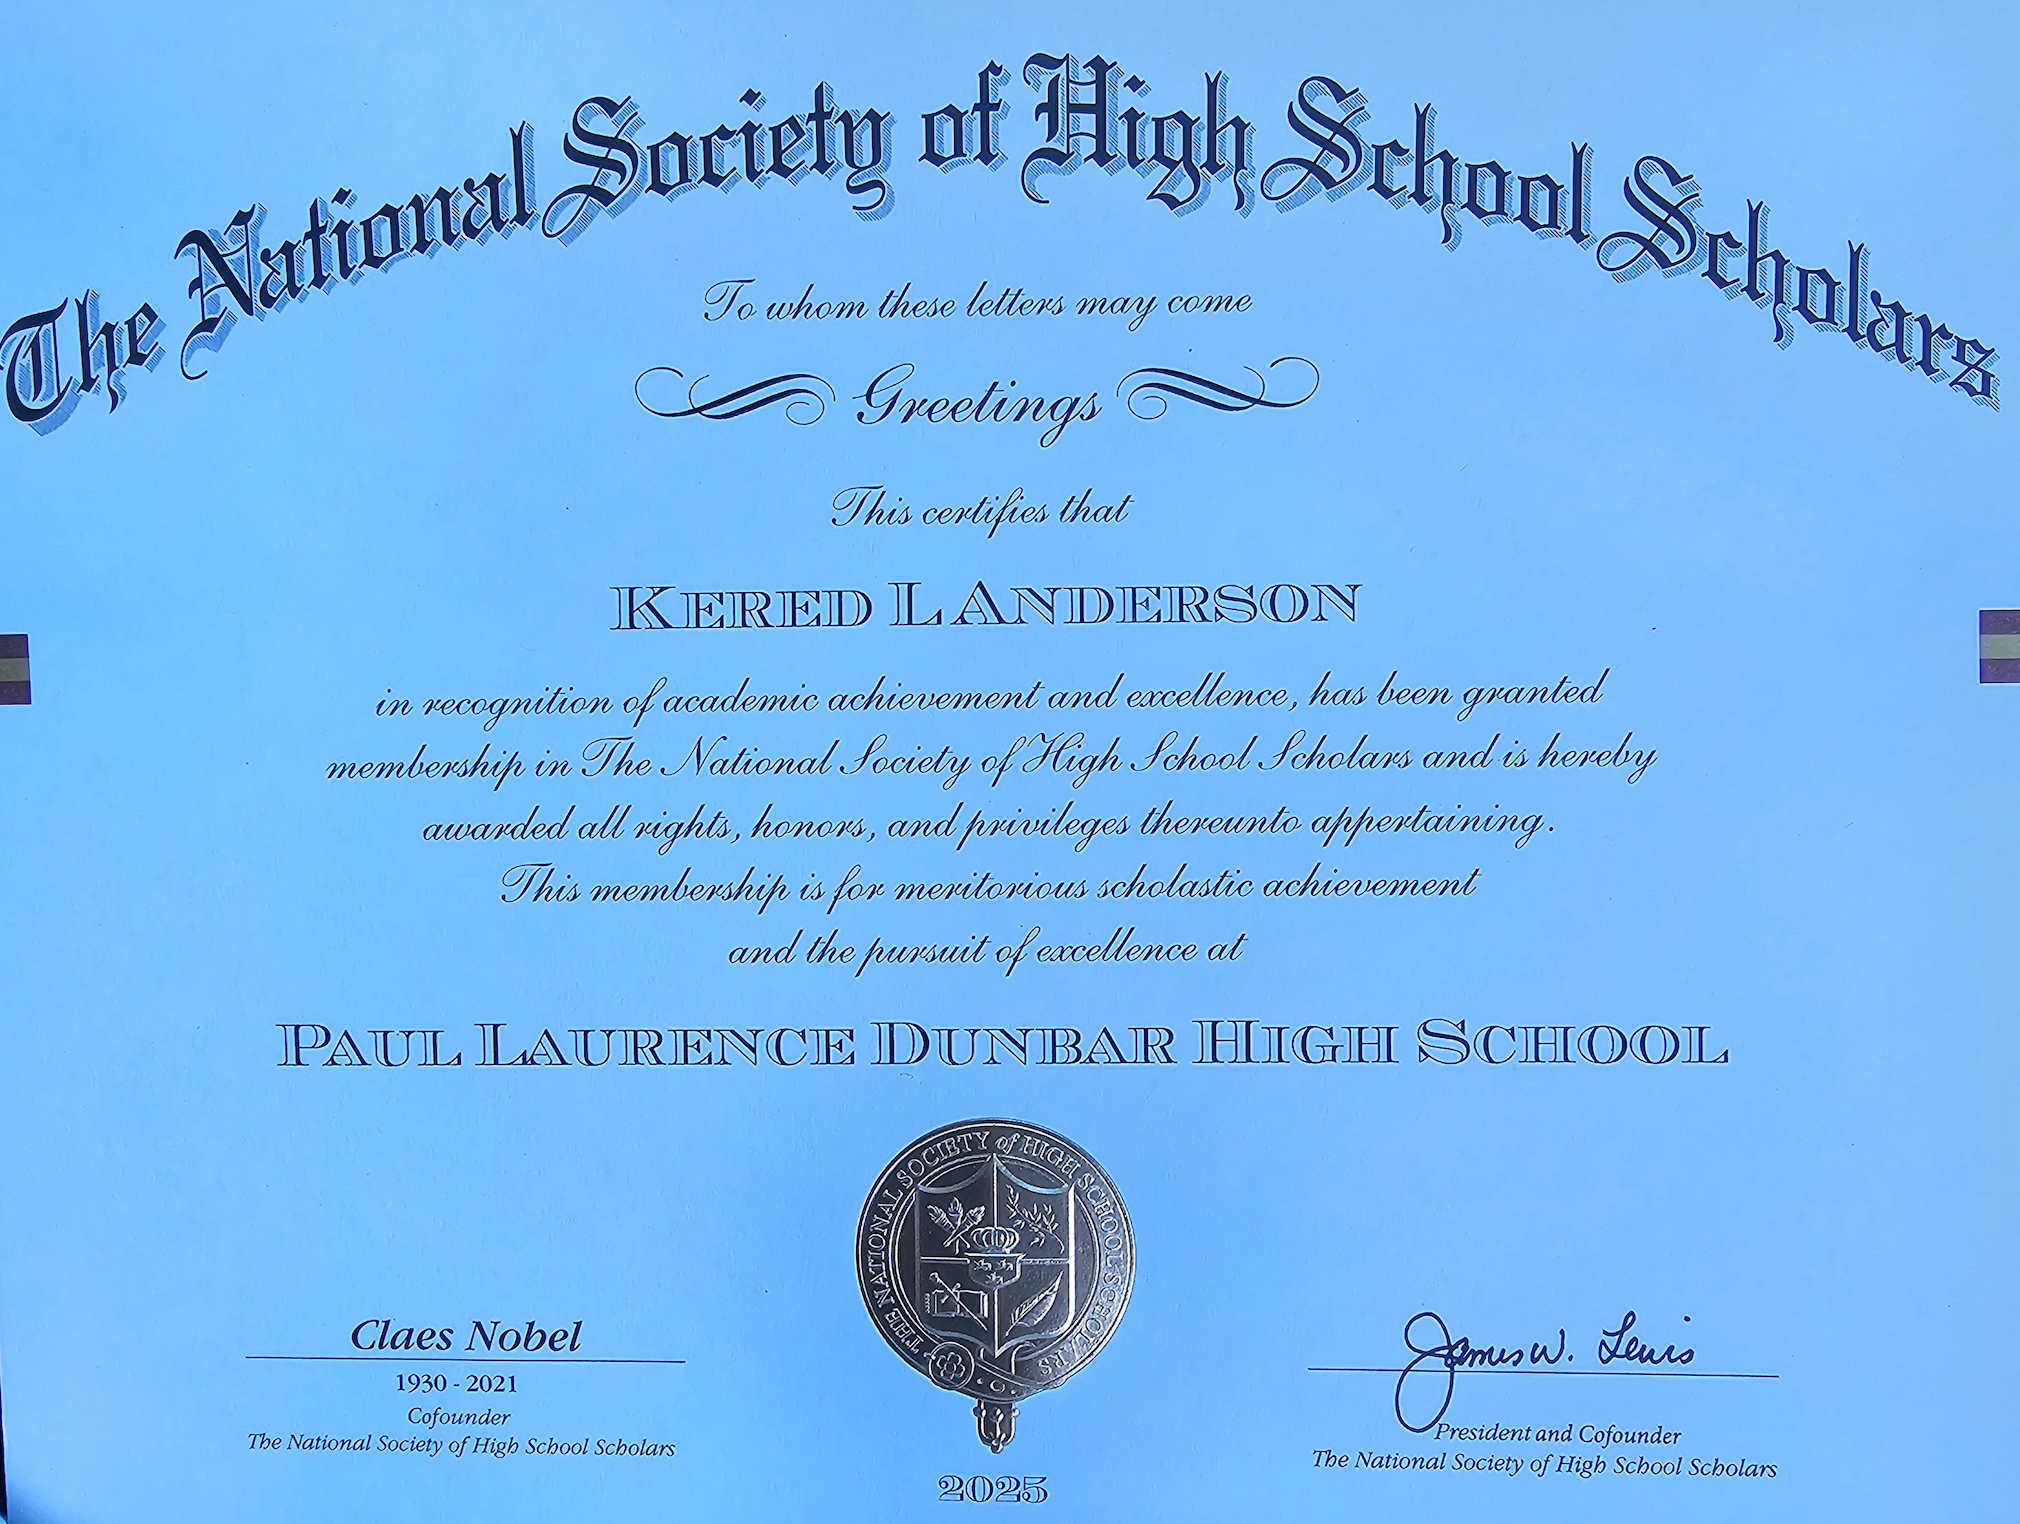 The National Society of High School Scholars
To whom these letters may come
Greetings
This certifies that
KERED L ANDERSON
in recognition of academic achievement and excellence, has been granted
membership in The National Society of High School Scholars and is hereby
awarded all rights, honors, and privileges thereunto appertaining.
This membership is for meritorious scholastic achievement
and the pursuit of excellence at
PAUL LAURENCE DUNBAR HIGH SCHOOL
THE NATIONAL SOCIETY of HIGH SCHOOL SCHOLARS
Claes Nobel
1930 - 2021
Cofounder
The National Society of High School Scholars
James W. Lewis
President and Cofounder
The National Society of High School Scholars
2025